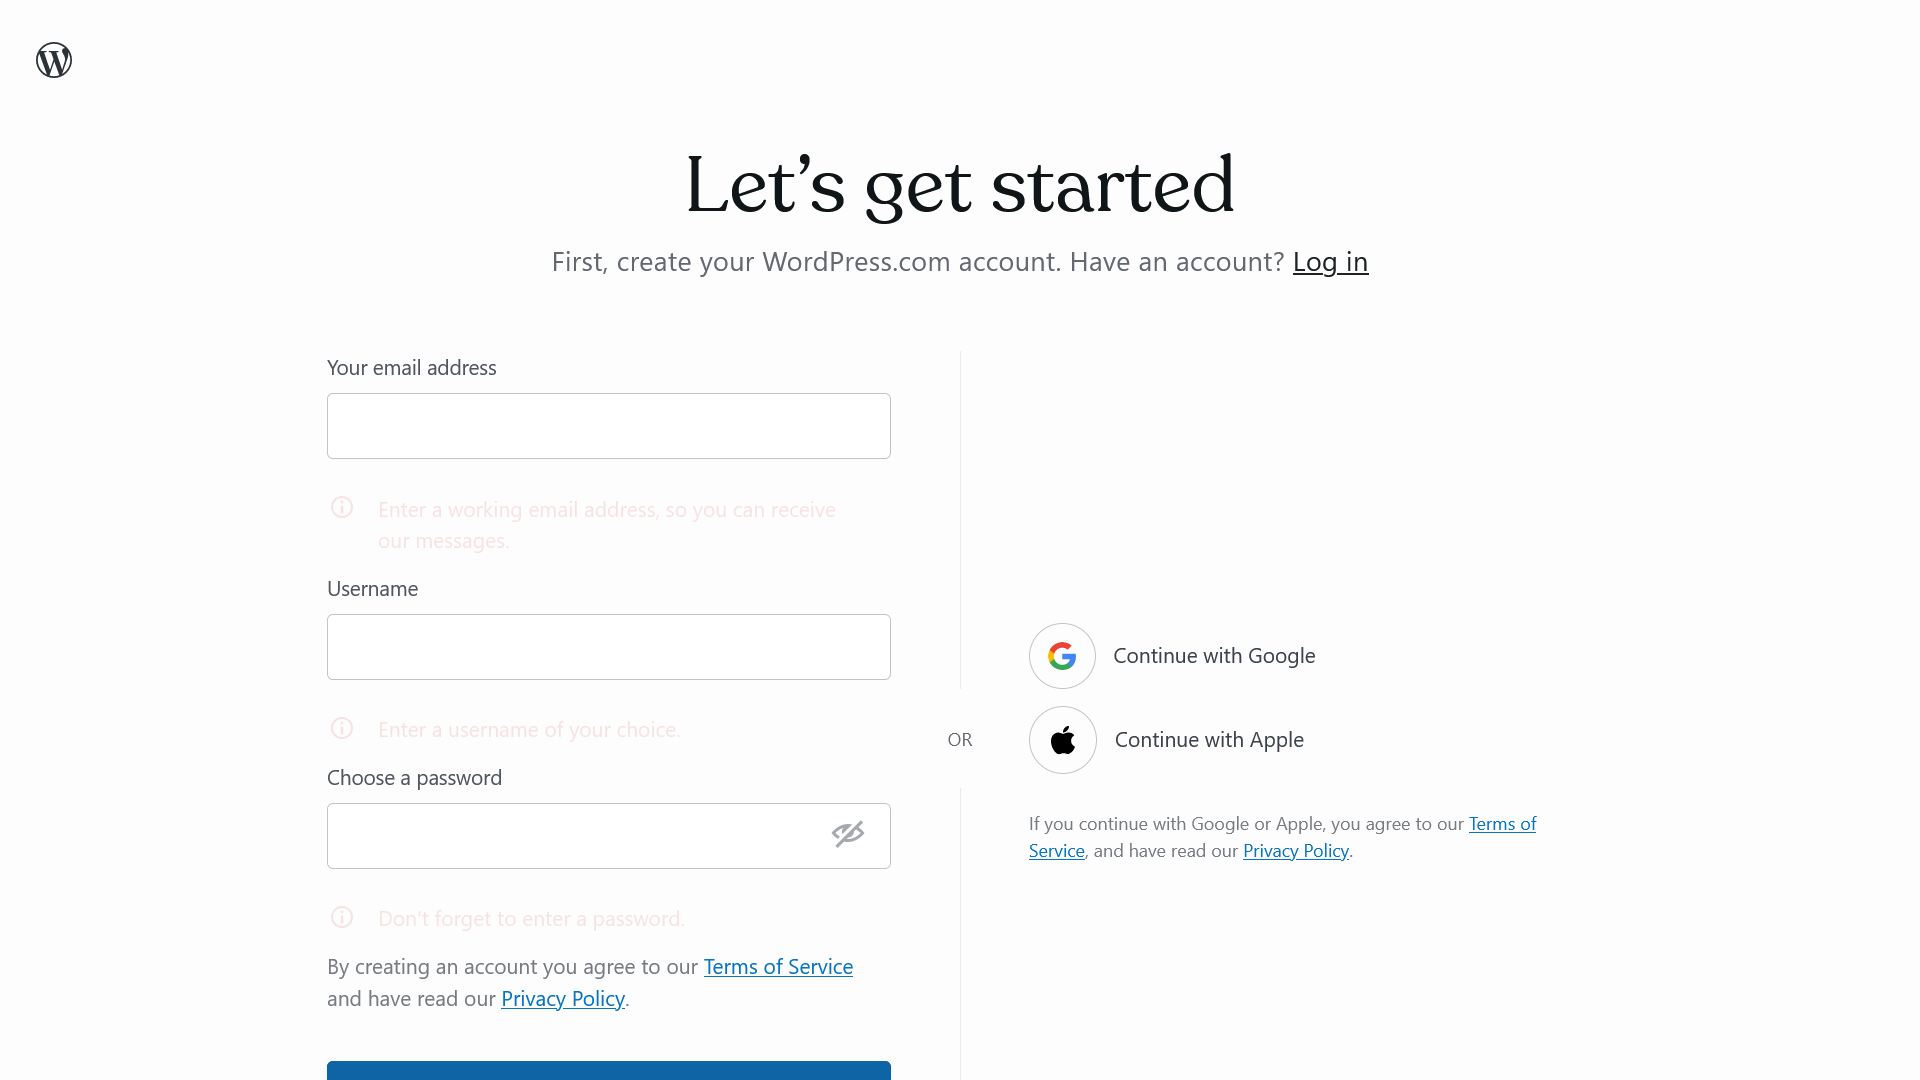 Let’s get started
First, create your WordPress.com account. Have an account? Log in
Your email address
Enter a working email address, so you can receive
our messages.
Username
Enter a username of your choice.
Choose a password
Don't forget to enter a password.
By creating an account you agree to our Terms of Service
and have read our Privacy Policy.
OR
Continue with Google
Continue with Apple
If you continue with Google or Apple, you agree to our Terms of
Service, and have read our Privacy Policy.